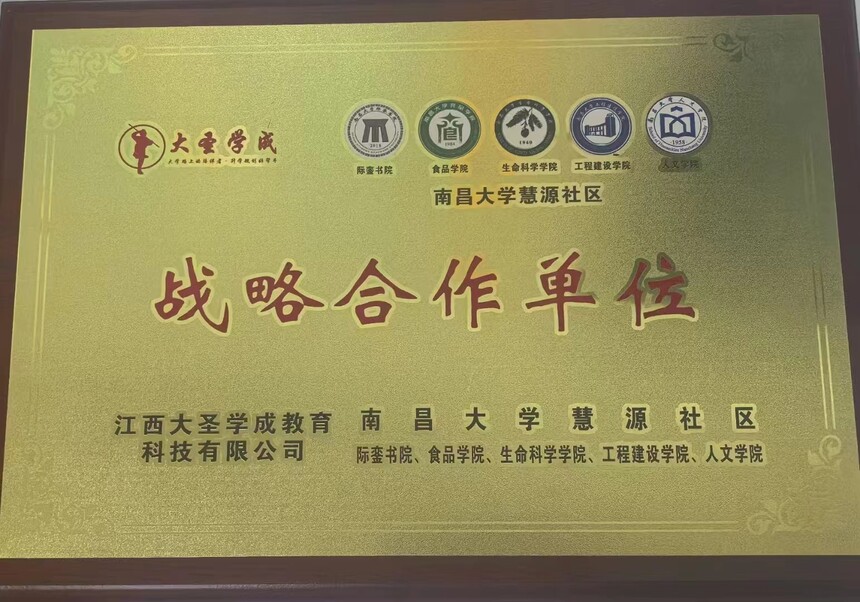 大圣学成
际銮书院
食品学院
生命科学学院
工程建设学院
人文学院
南昌大学慧源社区
战略合作单位
江西大圣学成教育
科技有限公司
南昌大学慧源社区
际銮书院、食品学院、生命科学学院、工程建设学院、人文学院
1940
1958